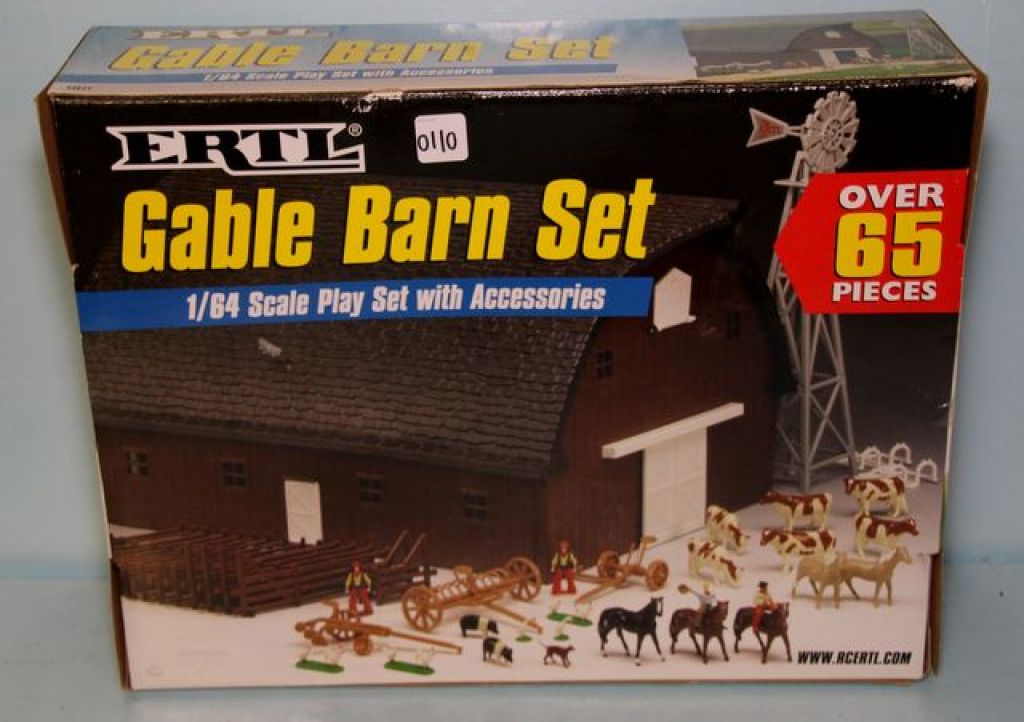 ERTL
Gable Barn Set
1/64 Scale Play Set with Accessories
ERTL®
0110
Gable Barn Set
1/64 Scale Play Set with Accessories
OVER
65
PIECES
WWW.RCERTL.COM